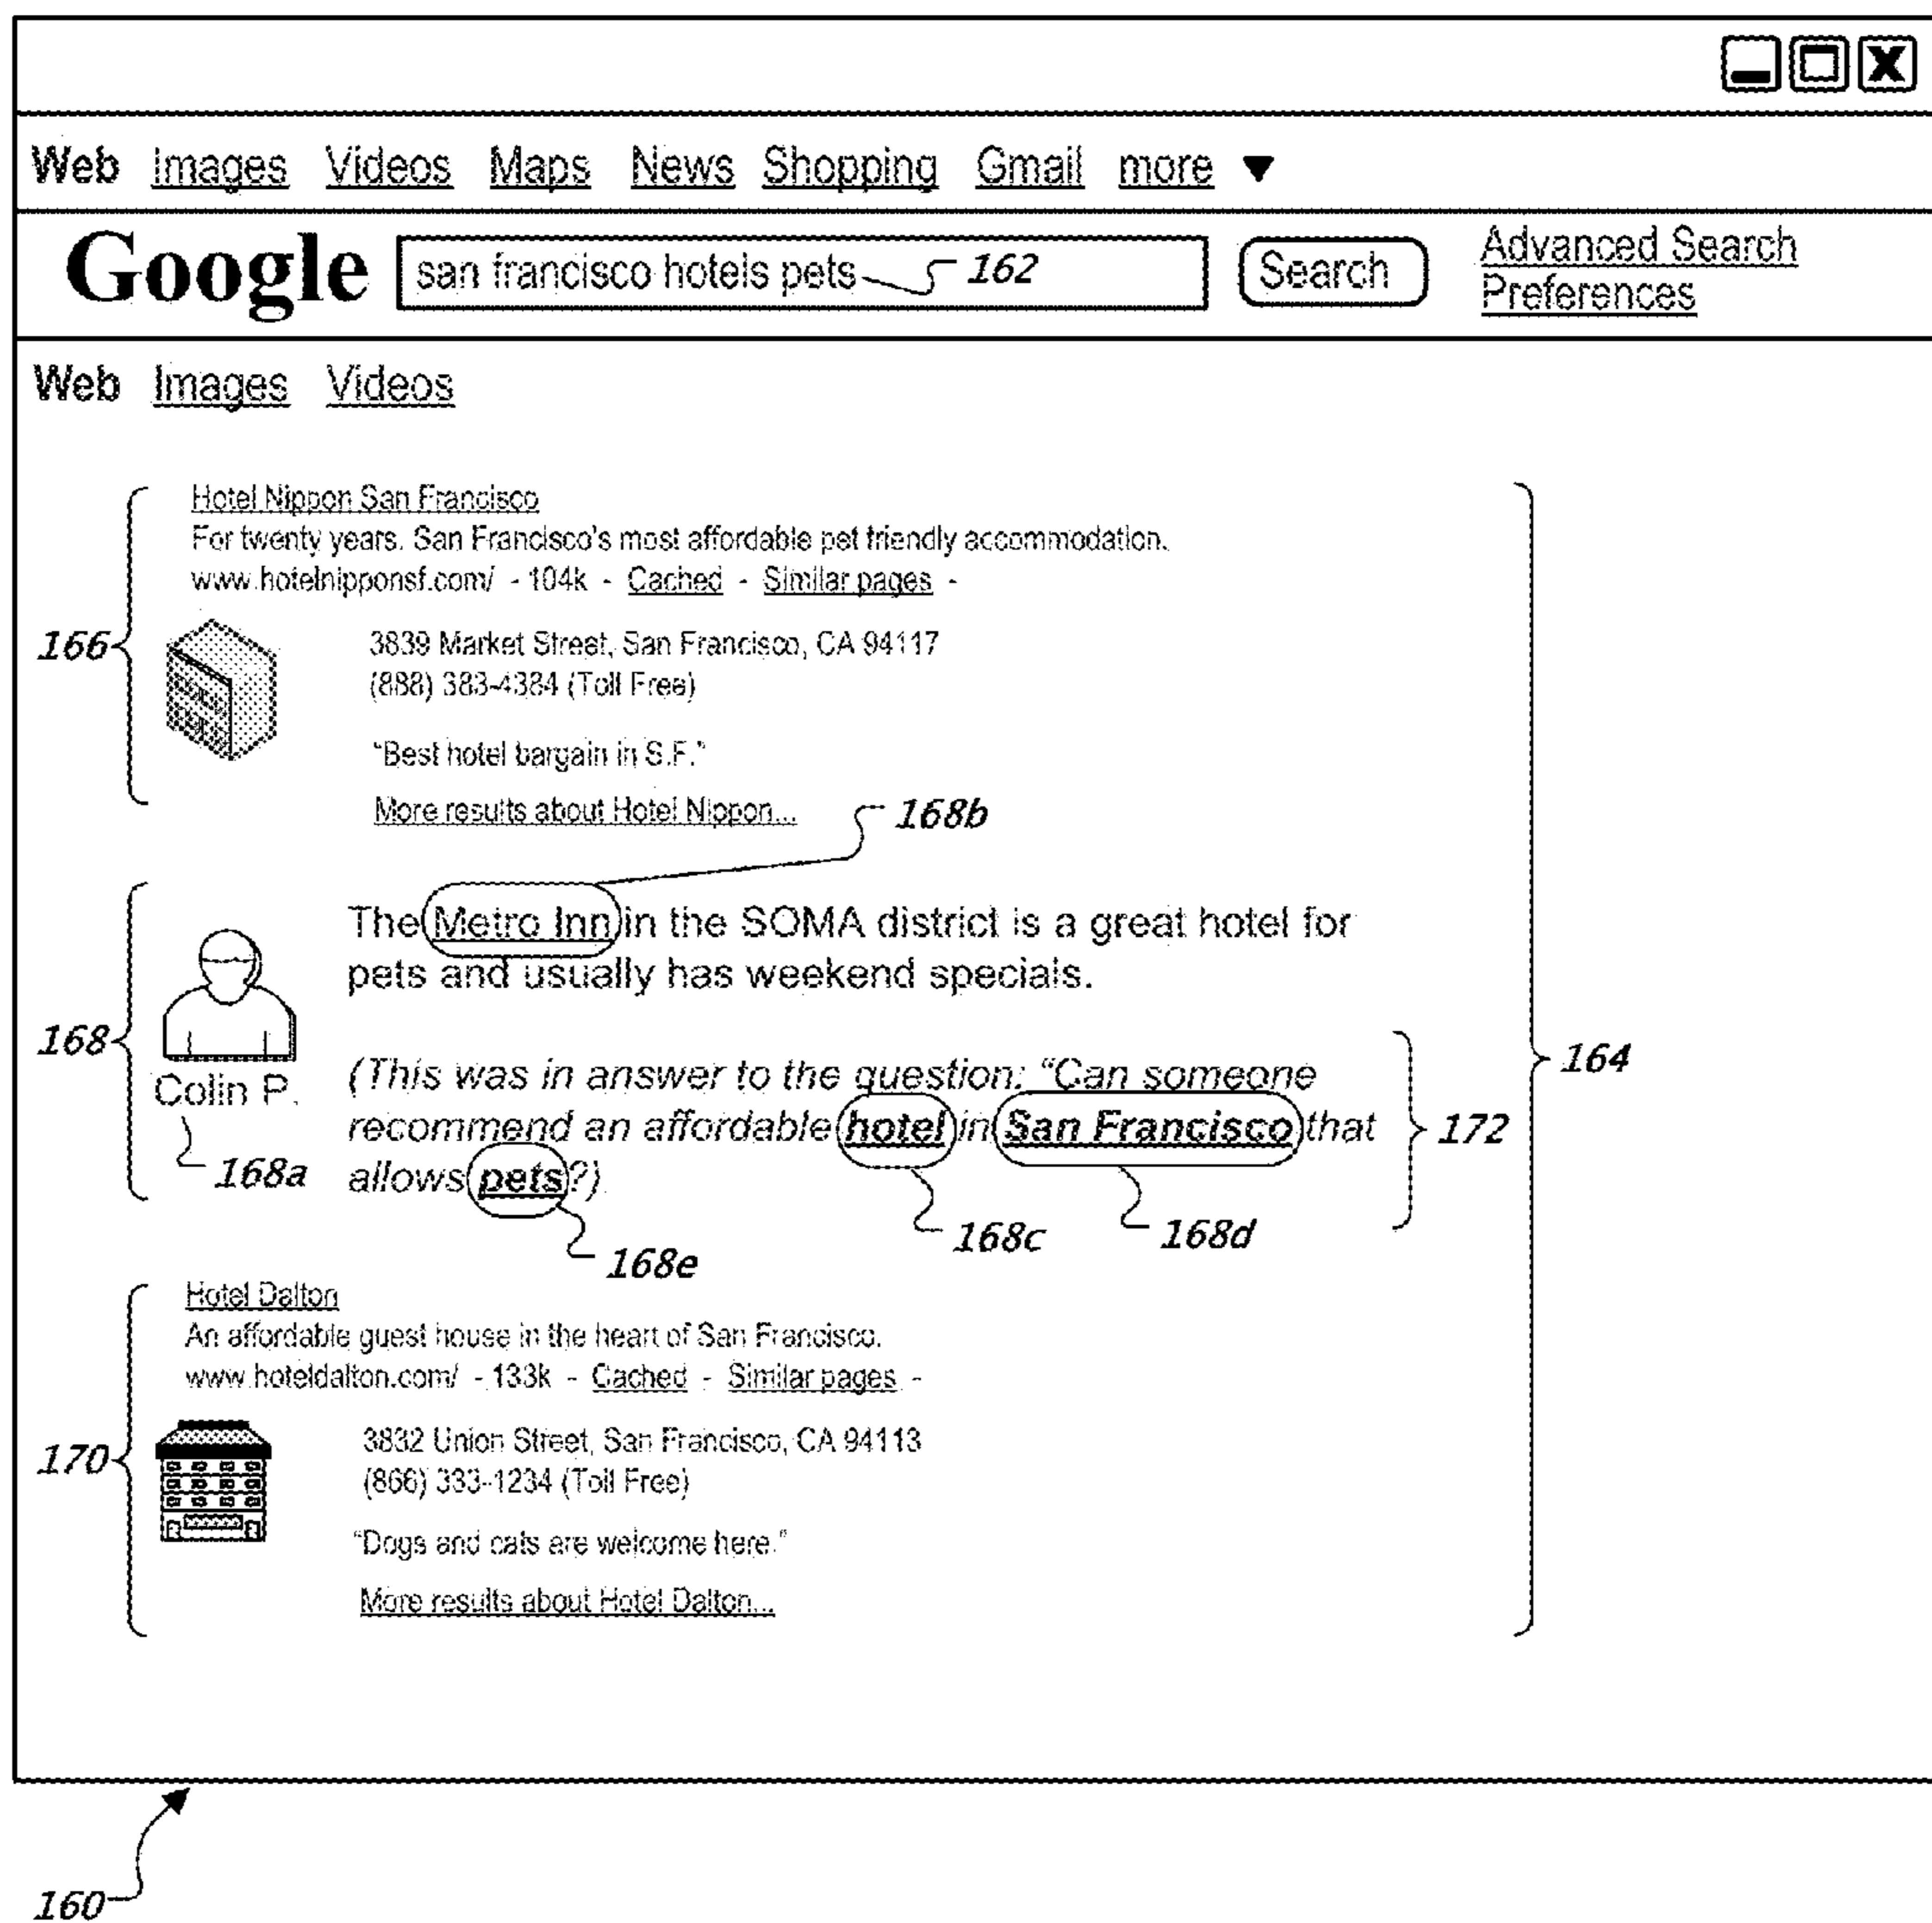 Web Images Videos Maps News Shopping Gmail more ▼
Google san francisco hotels pets 162 Search Advanced Search
Preferences
Web Images Videos
Hotel Nippon San Francisco
For twenty years. San Francisco's most affordable pet friendly accommodation.
www.hotelnipponsf.com/ - 104k - Cached - Similar pages -
166
3839 Market Street, San Francisco, CA 94117
(888) 383-4384 (Toll Free)
"Best hotel bargain in S.F."
More results about Hotel Nippon...
168b
The Metro Inn in the SOMA district is a great hotel for
pets and usually has weekend specials.
168
164
Colin P.
(This was in answer to the question: "Can someone
recommend an affordable hotel in San Francisco that
172
allows pets?)
168a
168c
168d
168e
Hotel Dalton
An affordable guest house in the heart of San Francisco.
www.hoteldalton.com/ - 133k - Cached - Similar pages -
170
3832 Union Street, San Francisco, CA 94113
(866) 333-1234 (Toll Free)
"Dogs and cats are welcome here."
More results about Hotel Dalton...
160